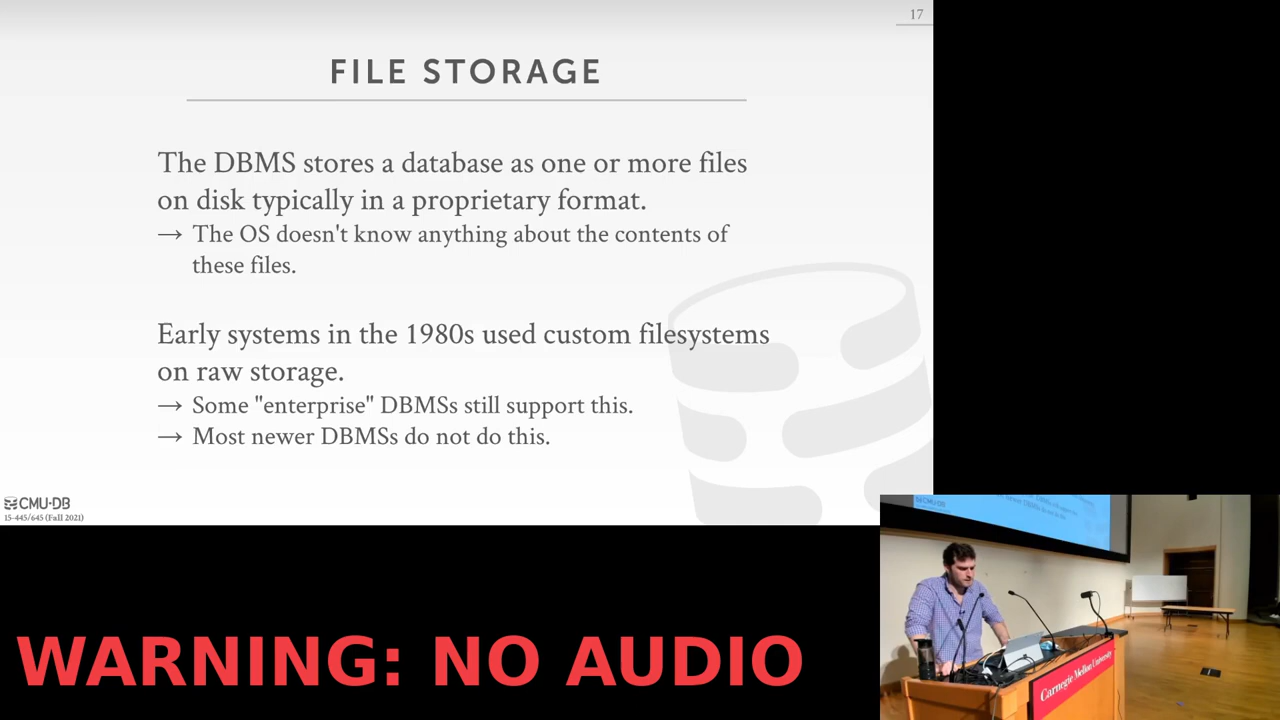 17
FILE STORAGE
The DBMS stores a database as one or more files
on disk typically in a proprietary format.
→ The OS doesn't know anything about the contents of
these files.
Early systems in the 1980s used custom filesystems
on raw storage.
→ Some "enterprise" DBMSs still support this.
→ Most newer DBMSs do not do this.
CMU·DB
15-445/645 (Fall 2021)
WARNING: NO AUDIO
Carnegie Mellon University